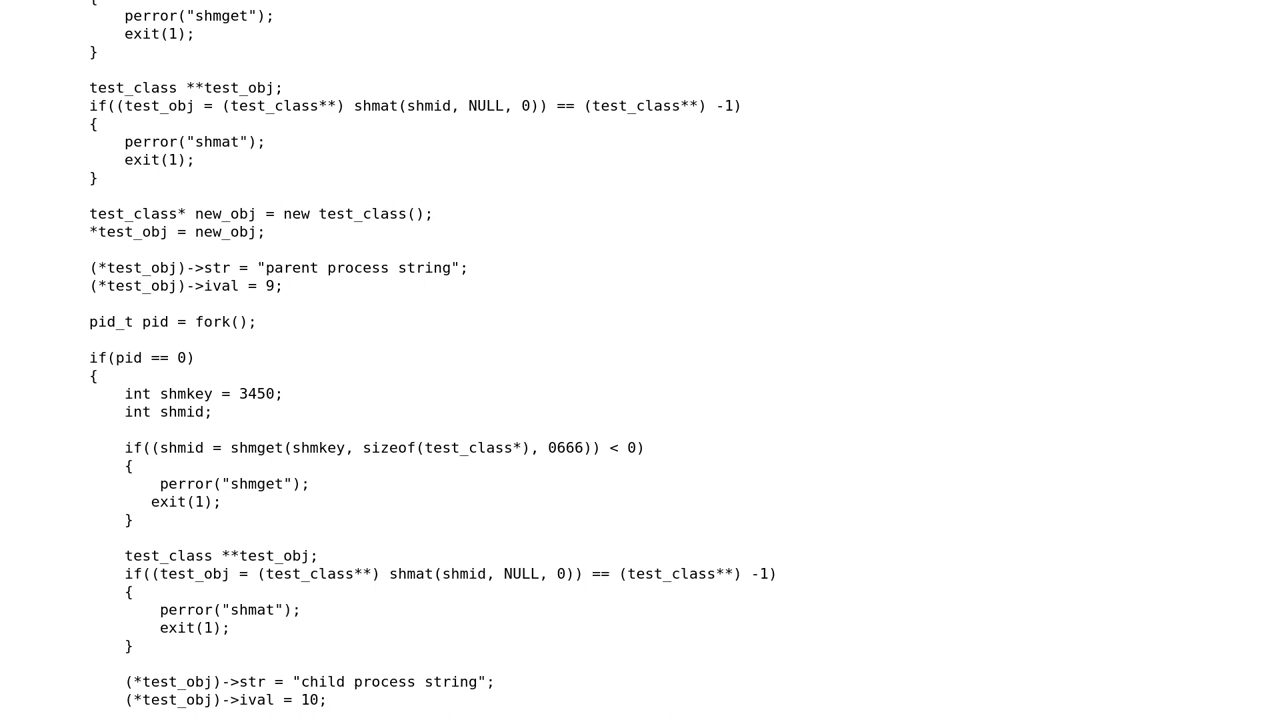 {
perror("shmget");
exit(1);
}
test_class **test_obj;
if((test_obj = (test_class**) shmat(shmid, NULL, 0)) == (test_class**) -1)
{
perror("shmat");
exit(1);
}
test_class* new_obj = new test_class();
*test_obj = new_obj;
(*test_obj)->str = "parent process string";
(*test_obj)->ival = 9;
pid_t pid = fork();
if(pid == 0)
{
int shmkey = 3450;
int shmid;
if((shmid = shmget(shmkey, sizeof(test_class*), 0666)) < 0)
{
perror("shmget");
exit(1);
}
test_class **test_obj;
if((test_obj = (test_class**) shmat(shmid, NULL, 0)) == (test_class**) -1)
{
perror("shmat");
exit(1);
}
(*test_obj)->str = "child process string";
(*test_obj)->ival = 10;